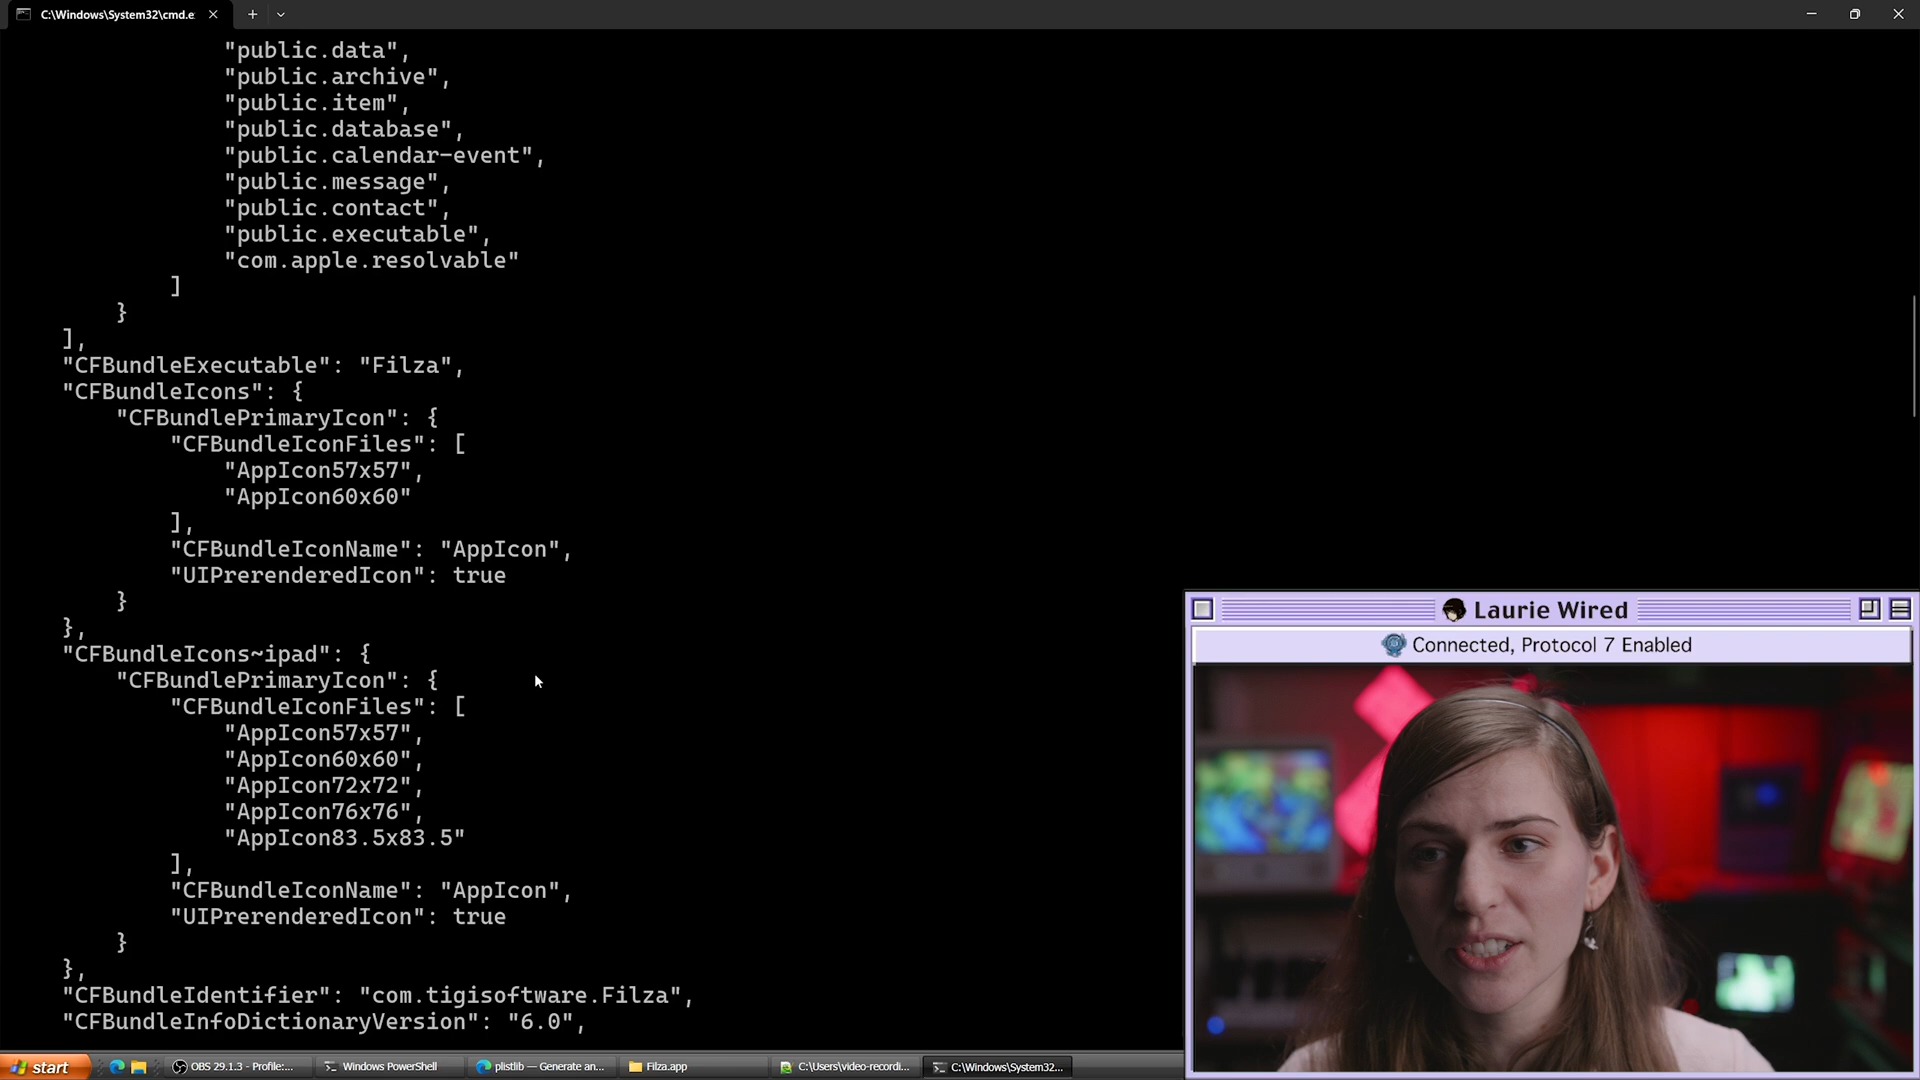 C:\Windows\System32\cmd.e
"public.data",
"public.archive",
"public.item",
"public.database",
"public.calendar-event",
"public.message",
"public.contact",
"public.executable",
"com.apple.resolvable"
]
}
],
"CFBundleExecutable": "Filza",
"CFBundleIcons": {
"CFBundlePrimaryIcon": {
"CFBundleIconFiles": [
"AppIcon57x57",
"AppIcon60x60"
],
"CFBundleIconName": "AppIcon",
"UIPrerenderedIcon": true
}
},
"CFBundleIcons~ipad": {
"CFBundlePrimaryIcon": {
"CFBundleIconFiles": [
"AppIcon57x57",
"AppIcon60x60",
"AppIcon72x72",
"AppIcon76x76",
"AppIcon83.5x83.5"
],
"CFBundleIconName": "AppIcon",
"UIPrerenderedIcon": true
}
},
"CFBundleIdentifier": "com.tigisoftware.Filza",
"CFBundleInfoDictionaryVersion": "6.0",
Laurie Wired
Connected, Protocol 7 Enabled
start
OBS 29.1.3 - Profile:...
Windows PowerShell
plistlib — Generate an...
Filza.app
C:\Users\video-recordi...
C:\Windows\System32...